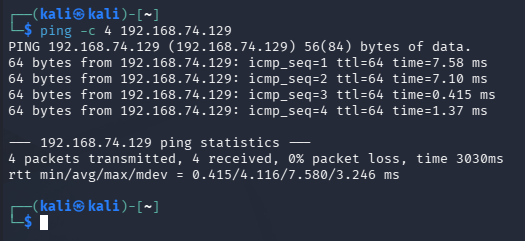 ┌──(kali㉿kali)-[~]
└─$ ping -c 4 192.168.74.129
PING 192.168.74.129 (192.168.74.129) 56(84) bytes of data.
64 bytes from 192.168.74.129: icmp_seq=1 ttl=64 time=7.58 ms
64 bytes from 192.168.74.129: icmp_seq=2 ttl=64 time=7.10 ms
64 bytes from 192.168.74.129: icmp_seq=3 ttl=64 time=0.415 ms
64 bytes from 192.168.74.129: icmp_seq=4 ttl=64 time=1.37 ms

--- 192.168.74.129 ping statistics ---
4 packets transmitted, 4 received, 0% packet loss, time 3030ms
rtt min/avg/max/mdev = 0.415/4.116/7.580/3.246 ms

┌──(kali㉿kali)-[~]
└─$